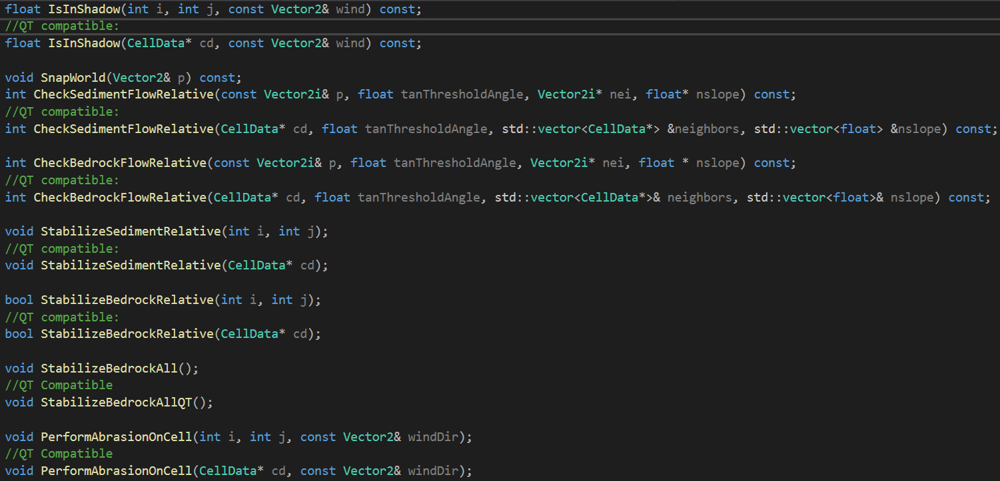 float IsInShadow(int i, int j, const Vector2& wind) const;
//QT compatible:
float IsInShadow(CellData* cd, const Vector2& wind) const;
void SnapWorld(Vector2& p) const;
int CheckSedimentFlowRelative(const Vector2i& p, float tanThresholdAngle, Vector2i* nei, float* nslope) const;
//QT compatible:
int CheckSedimentFlowRelative(CellData* cd, float tanThresholdAngle, std::vector<CellData*> &neighbors, std::vector<float> &nslope) const;
int CheckBedrockFlowRelative(const Vector2i& p, float tanThresholdAngle, Vector2i* nei, float * nslope) const;
//QT compatible:
int CheckBedrockFlowRelative(CellData* cd, float tanThresholdAngle, std::vector<CellData*>& neighbors, std::vector<float>& nslope) const;
void StabilizeSedimentRelative(int i, int j);
//QT compatible:
void StabilizeSedimentRelative(CellData* cd);
bool StabilizeBedrockRelative(int i, int j);
//QT compatible:
bool StabilizeBedrockRelative(CellData* cd);
void StabilizeBedrockAll();
//QT Compatible
void StabilizeBedrockAllQT();
void PerformAbrasionOnCell(int i, int j, const Vector2& windDir);
//QT Compatible
void PerformAbrasionOnCell(CellData* cd, const Vector2& windDir);